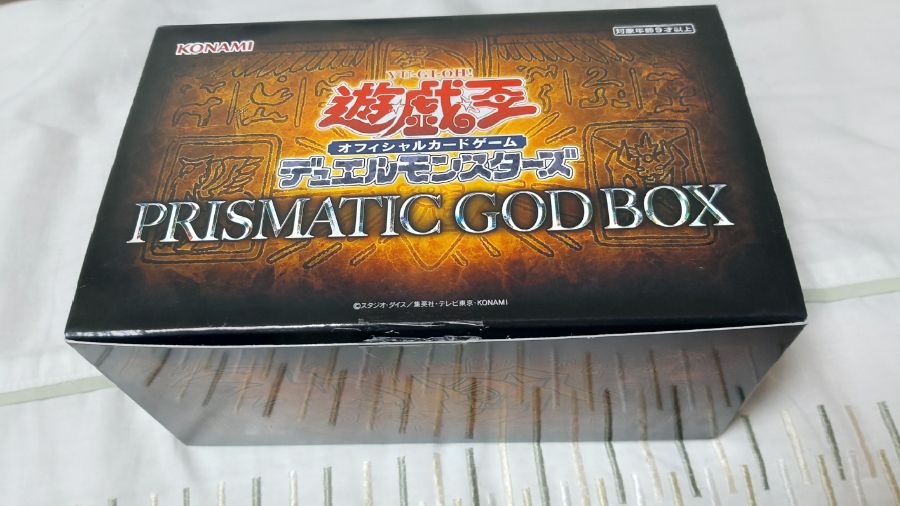 KONAMI
対象年齢9才以上
YU-GI-OH!
遊☆戯☆王
オフィシャルカードゲーム
デュエルモンスターズ
PRISMATIC GOD BOX
©スタジオ・ダイス／集英社・テレビ東京・KONAMI